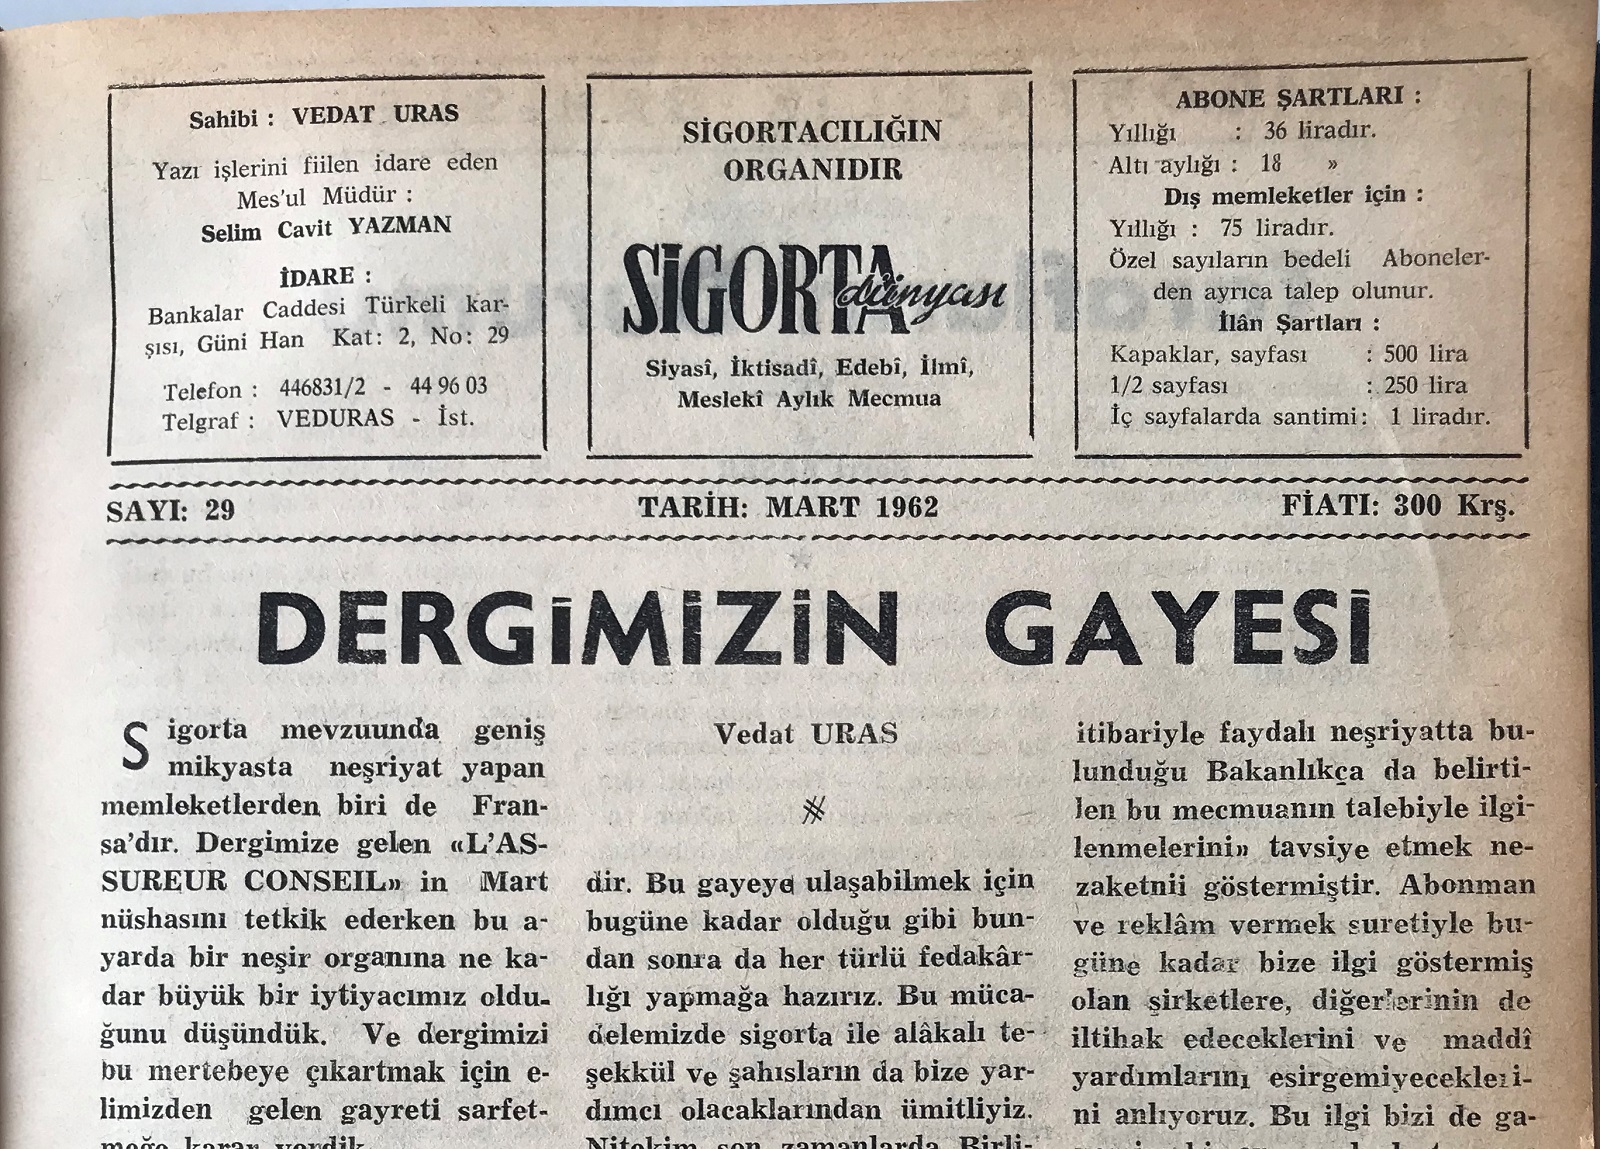 Sahibi : VEDAT URAS
Yazı işlerini fiilen idare eden
Mes'ul Müdür :
Selim Cavit YAZMAN
İDARE :
Bankalar Caddesi Türkeli kar-
şısı, Güni Han Kat: 2, No: 29
Telefon : 446831/2 - 44 96 03
Telgraf : VEDURAS - İst.
SİGORTACILIĞIN
ORGANIDIR
SİGORTA dünyası
Siyasî, İktisadî, Edebî, İlmî,
Meslekî Aylık Mecmua
ABONE ŞARTLARI :
Yıllığı : 36 liradır.
Altı aylığı : 18 »
Dış memleketler için :
Yıllığı : 75 liradır.
Özel sayıların bedeli Aboneler-
den ayrıca talep olunur.
İlân Şartları :
Kapaklar, sayfası : 500 lira
1/2 sayfası : 250 lira
İç sayfalarda santimi: 1 liradır.
SAYI: 29 TARİH: MART 1962 FİATI: 300 Krş.
DERGİMİZİN GAYESİ
Sigorta mevzuunda geniş
mikyasta neşriyat yapan
memleketlerden biri de Fran-
sa'dır. Dergimize gelen «L'AS-
SUREUR CONSEIL» in Mart
nüshasını tetkik ederken bu a-
yarda bir neşir organına ne ka-
dar büyük bir iytiyacımız oldu-
ğunu düşündük. Ve dergimizi
bu mertebeye çıkartmak için e-
limizden gelen gayreti sarfet-
meğe karar verdik.
Vedat URAS
dir. Bu gayeye ulaşabilmek için
bugüne kadar olduğu gibi bun-
dan sonra da her türlü fedakâr-
lığı yapmağa hazırız. Bu müca-
delemizde sigorta ile alâkalı te-
şekkül ve şahısların da bize yar-
dımcı olacaklarından ümitliyiz.
Nitekim son zamanlarda Birli-
itibariyle faydalı neşriyatta bu-
lunduğu Bakanlıkça da belirti-
len bu mecmuanın talebiyle ilgi-
lenmelerini» tavsiye etmek ne-
zaketnii göstermiştir. Abonman
ve reklâm vermek suretiyle bu-
güne kadar bize ilgi göstermiş
olan şirketlere, diğerlerinin de
iltihak edeceklerini ve maddî
yardımlarını esirgemiyecekleri-
ni anlıyoruz. Bu ilgi bizi de ga-